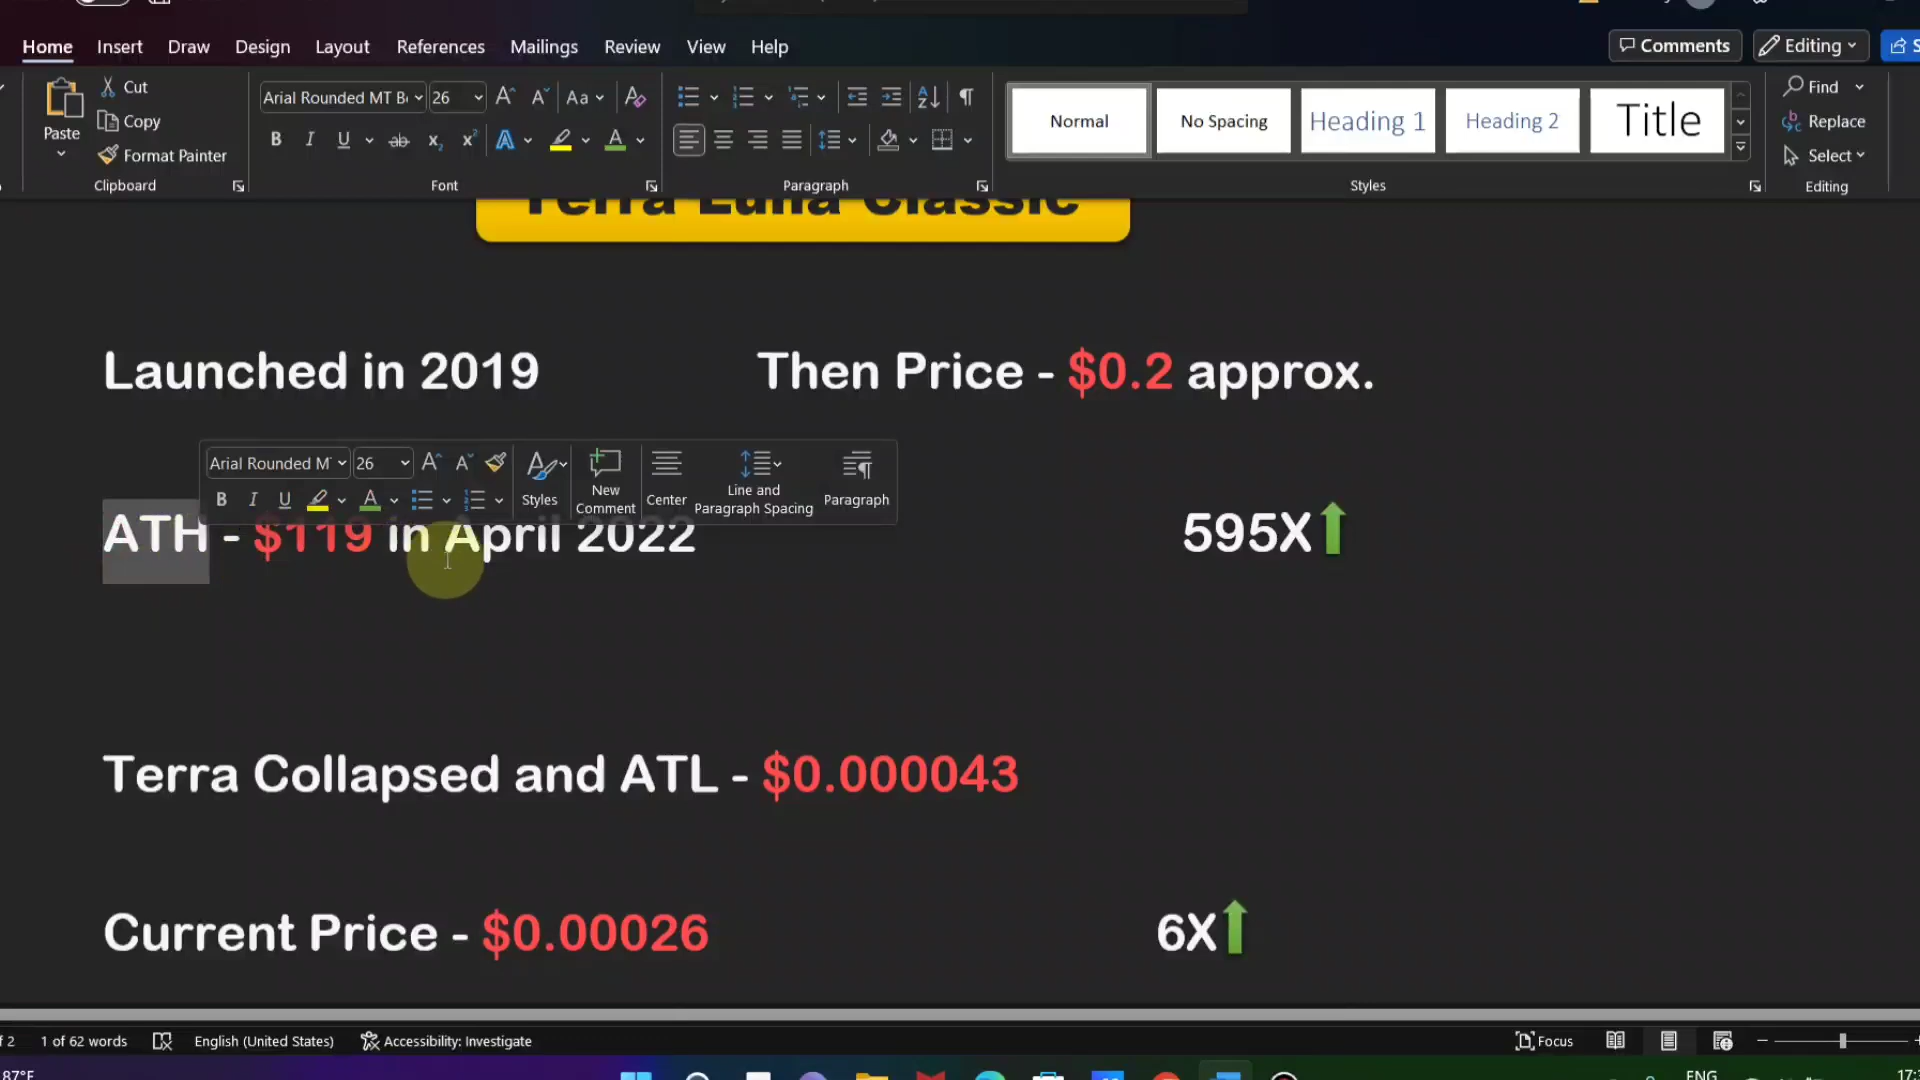 Home Insert Draw Design Layout References Mailings Review View Help
Comments Editing
Paste
Cut
Copy
Format Painter
Clipboard
Arial Rounded MT B 26
Aa
Font
Paragraph
Normal
No Spacing
Heading 1
Heading 2
Title
Styles
Find
Replace
Select
Editing
Terra Luna Classic
Launched in 2019 Then Price - $0.2 approx.
Arial Rounded M 26
Styles
New Comment
Center
Line and Paragraph Spacing
Paragraph
ATH - $119 in April 2022 595X
Terra Collapsed and ATL - $0.000043
Current Price - $0.00026 6X
1 of 62 words English (United States) Accessibility: Investigate Focus
87°F
ENG